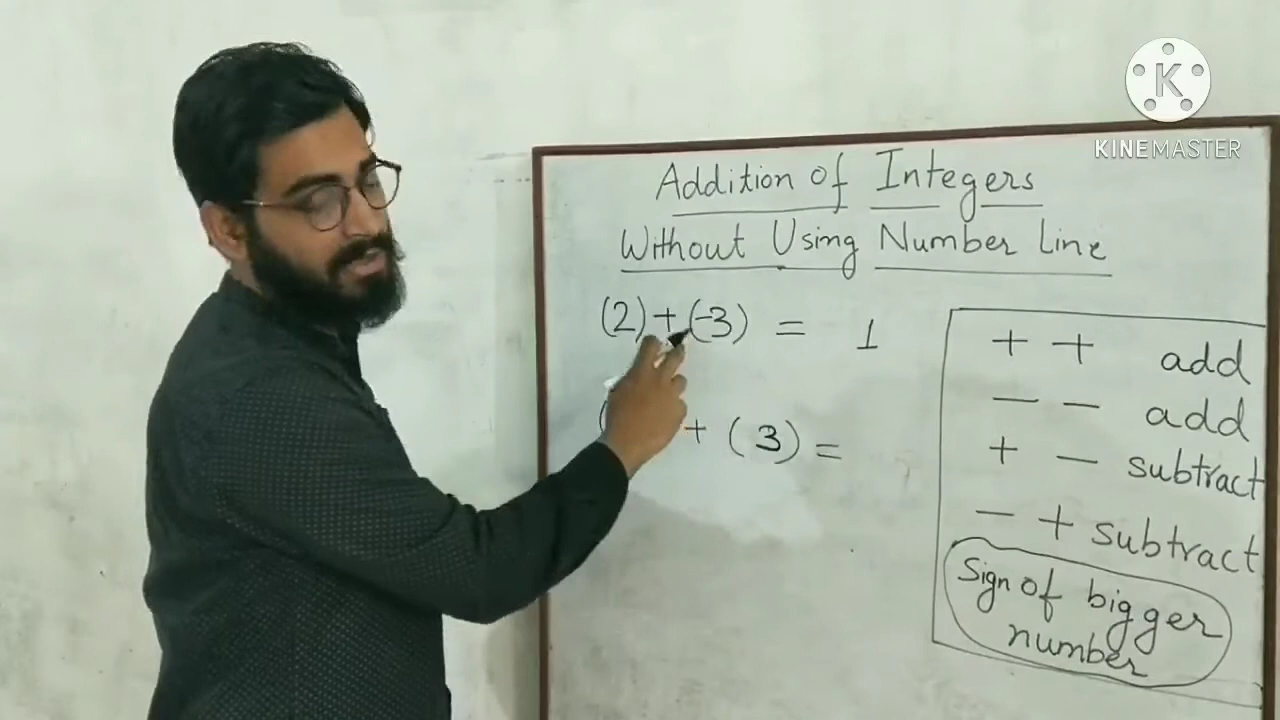 K
KINEMASTER
Addition of Integers
Without Using Number Line
(2)+(-3) = 1
( + (3) =
+ + add
− − add
+ − subtract
− + subtract
Sign of bigger
number